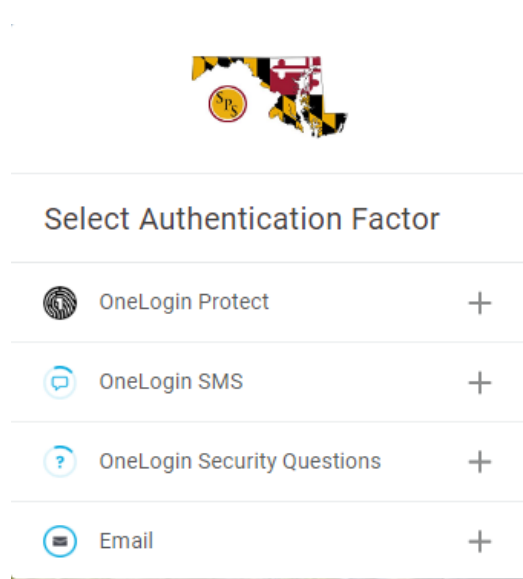 SPS
Select Authentication Factor
OneLogin Protect
OneLogin SMS
OneLogin Security Questions
Email